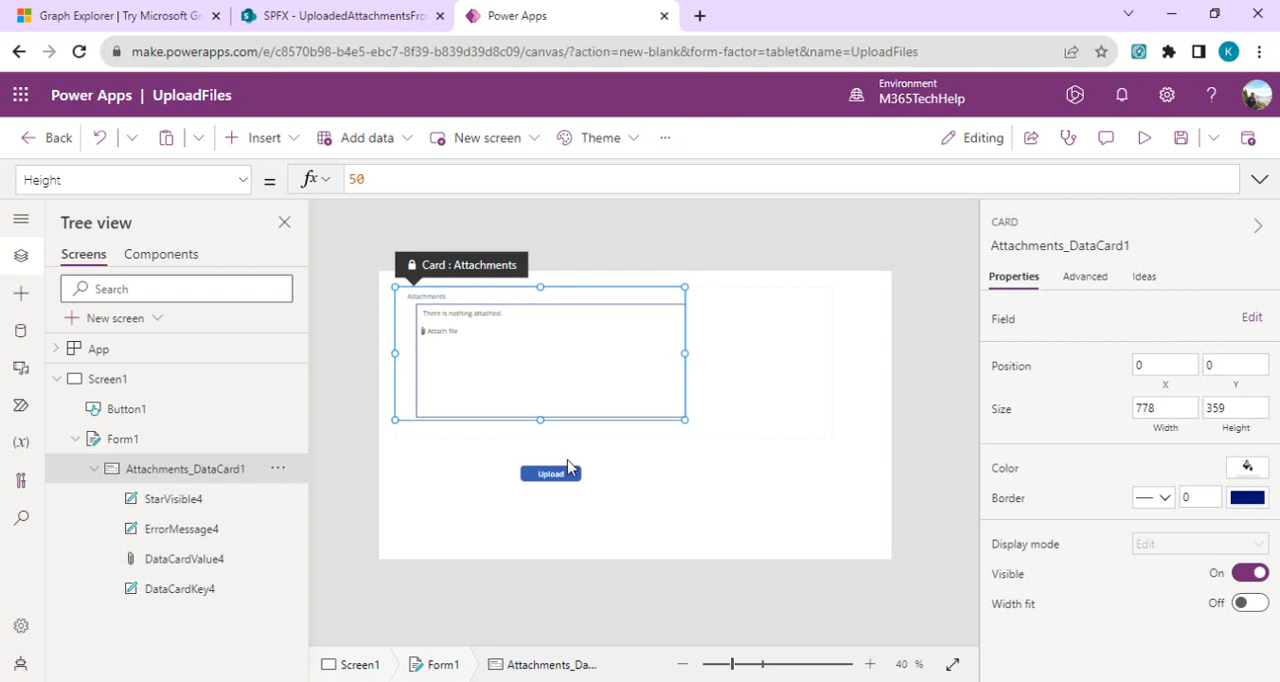 Graph Explorer | Try Microsoft Gr
SPFX - UploadedAttachmentsFro
Power Apps
make.powerapps.com/e/c8570b98-b4e5-ebc7-8f39-b839d39d8c09/canvas/?action=new-blank&form-factor=tablet&name=UploadFiles
K
Power Apps | UploadFiles
Environment
M365TechHelp
?
Back
Insert
Add data
New screen
Theme
...
Editing
Height
=
fx
50
Tree view
Screens
Components
Search
New screen
App
Screen1
Button1
Form1
Attachments_DataCard1
...
StarVisible4
ErrorMessage4
DataCardValue4
DataCardKey4
(x)
Card : Attachments
Attachments
There is nothing attached.
Attach file
Upload
Screen1
Form1
Attachments_Da...
40 %
CARD
Attachments_DataCard1
Properties
Advanced
Ideas
Field
Edit
Position
0
0
X
Y
Size
778
359
Width
Height
Color
Border
0
Display mode
Edit
Visible
On
Width fit
Off